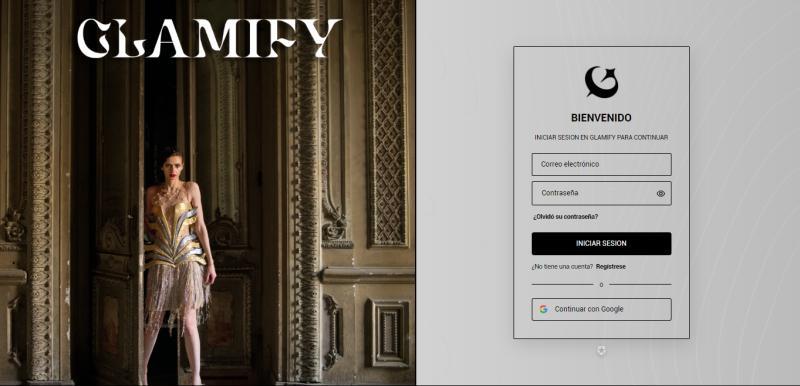 GLAMIFY
BIENVENIDO
INICIAR SESION EN GLAMIFY PARA CONTINUAR
Correo electrónico
Contraseña
¿Olvidó su contraseña?
INICIAR SESION
¿No tiene una cuenta? Regístrese
o
Continuar con Google